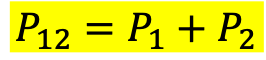 P₁₂ = P₁ + P₂